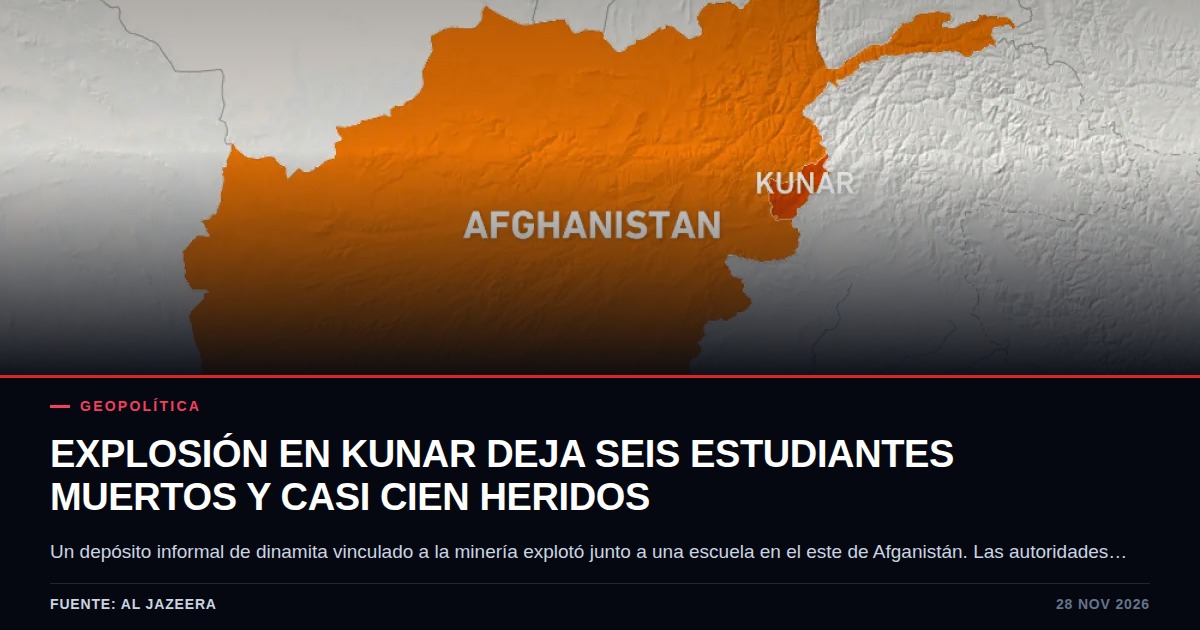 KUNAR
AFGHANISTAN
GEOPOLÍTICA
EXPLOSIÓN EN KUNAR DEJA SEIS ESTUDIANTES
MUERTOS Y CASI CIEN HERIDOS
Un depósito informal de dinamita vinculado a la minería explotó junto a una escuela en el este de Afganistán. Las autoridades…
FUENTE: AL JAZEERA
28 NOV 2026